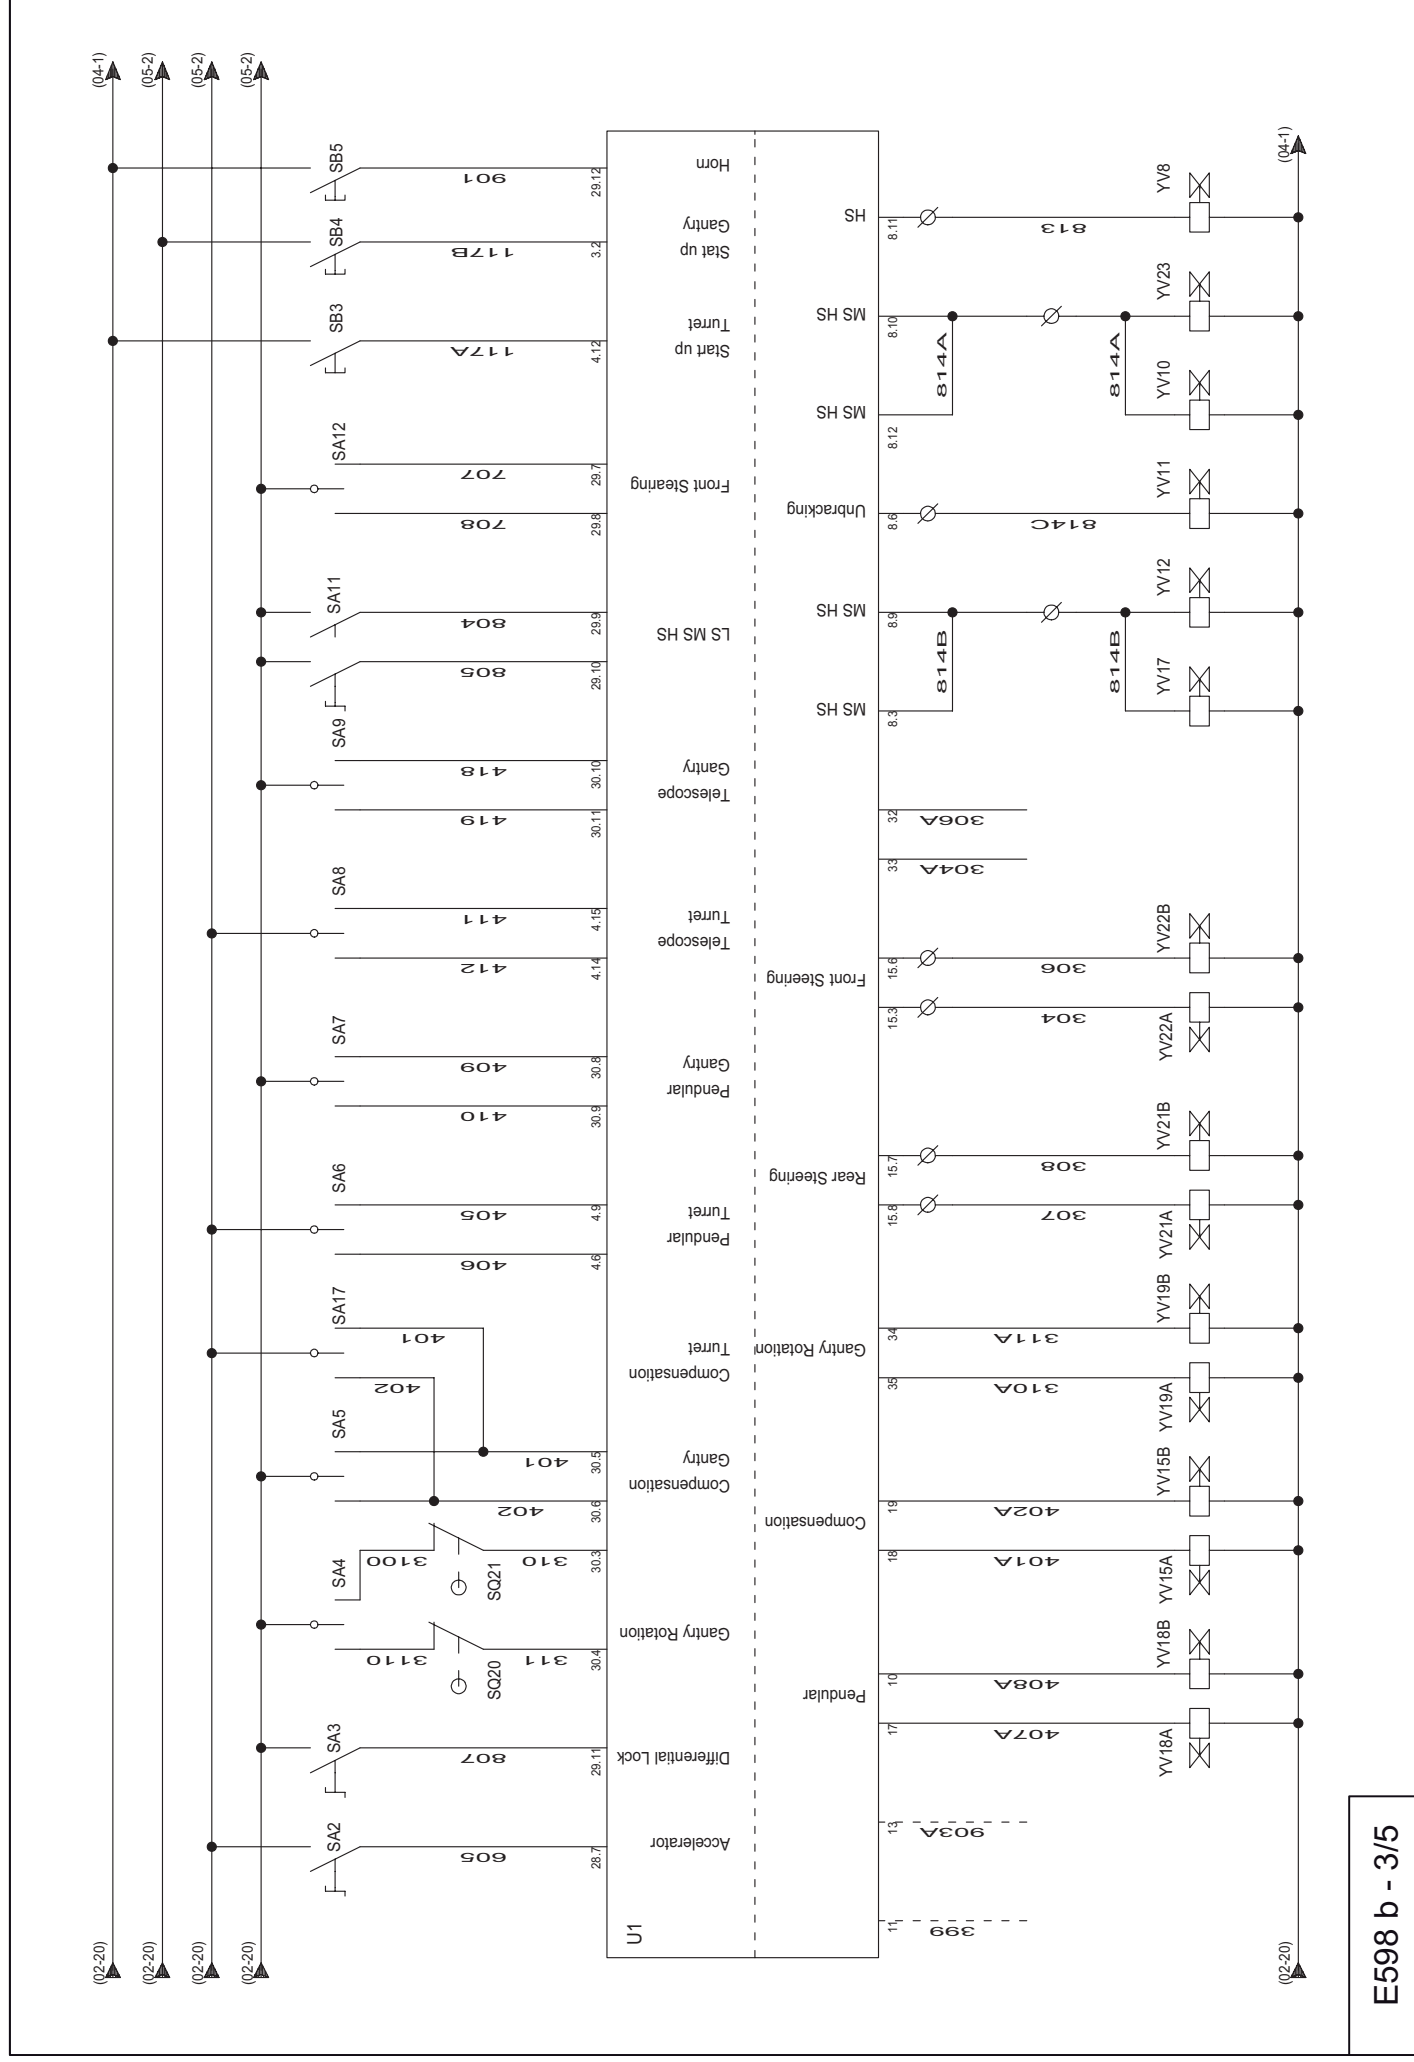 (04-1)
(05-2)
(05-2)
(05-2)
SB5
901
29.12
Horn
SB4
117B
3.2
Gantry
Stat up
SB3
117A
4.12
Turret
Start up
SA12
707
29.7
708
29.8
Front Stearing
SA11
804
29.9
805
29.10
LS MS HS
SA9
418
30.10
419
30.11
Gantry
Telescope
SA8
411
4.15
412
4.14
Turret
Telescope
SA7
409
30.8
410
30.9
Gantry
Pendular
SA6
405
4.9
406
4.6
Turret
Pendular
SA17
401
402
Turret
Compensation
SA5
401
30.5
402
30.6
Gantry
Compensation
SA4
3100
SQ21
310
30.3
3110
SQ20
311
30.4
Gantry Rotation
SA3
807
29.11
Differential Lock
SA2
605
28.7
Accelerator
U1
(02-20)
(02-20)
(02-20)
(02-20)
HS
8.11
813
YV8
(04-1)
MS HS
8.10
814A
814A
YV23
MS HS
8.12
YV10
Unbracking
8.6
814C
YV11
MS HS
8.9
814B
814B
YV12
MS HS
8.3
YV17
32
306A
33
304A
Front Steering
15.6
306
YV22B
15.3
304
YV22A
Rear Steering
15.7
308
YV21B
15.8
307
YV21A
Gantry Rotation
34
311A
YV19B
35
310A
YV19A
Compensation
19
402A
YV15B
18
401A
YV15A
Pendular
10
408A
YV18B
17
407A
YV18A
13
903A
11
399
(02-20)
E598 b - 3/5